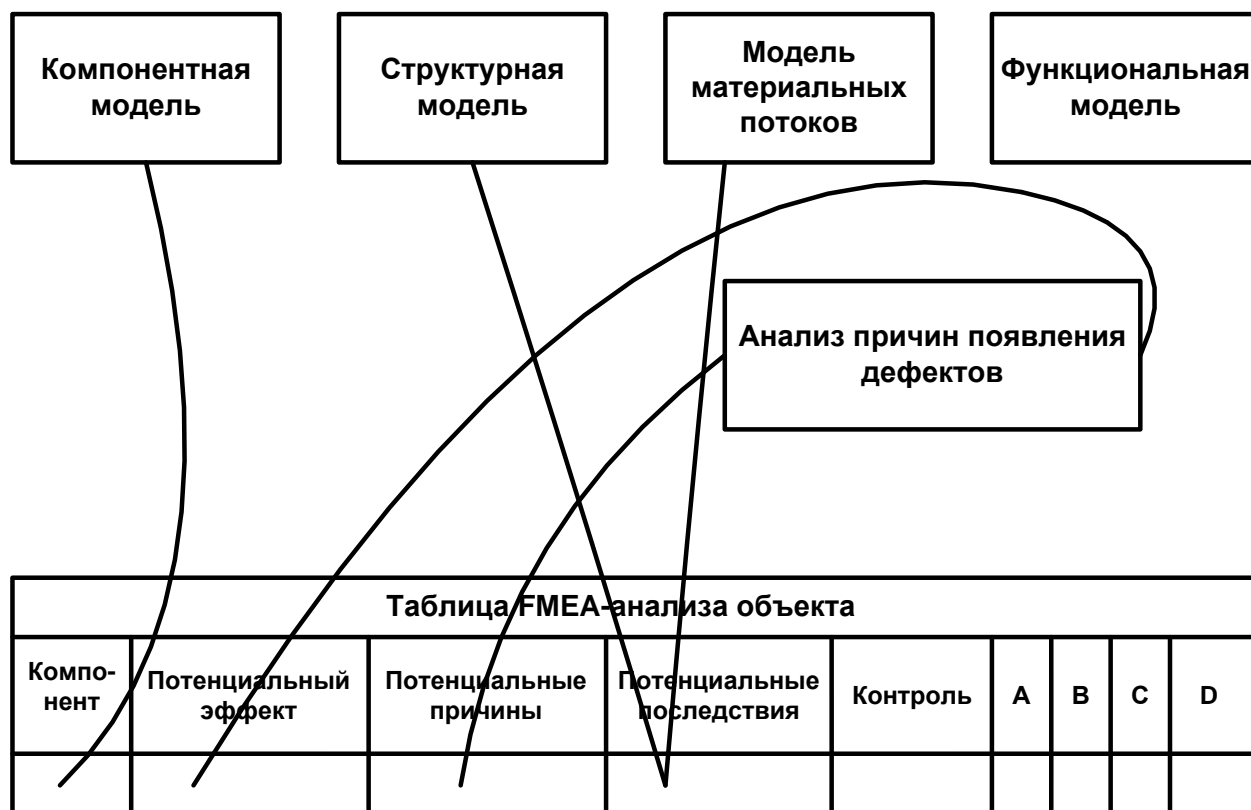 Компонентная
модель
Структурная
модель
Модель
материальных
потоков
Функциональная
модель
Анализ причин появления
дефектов
Таблица FMEA-анализа объекта
Компо-
нент
Потенциальный
эффект
Потенциальные
причины
Потенциальные
последствия
Контроль
A
B
C
D